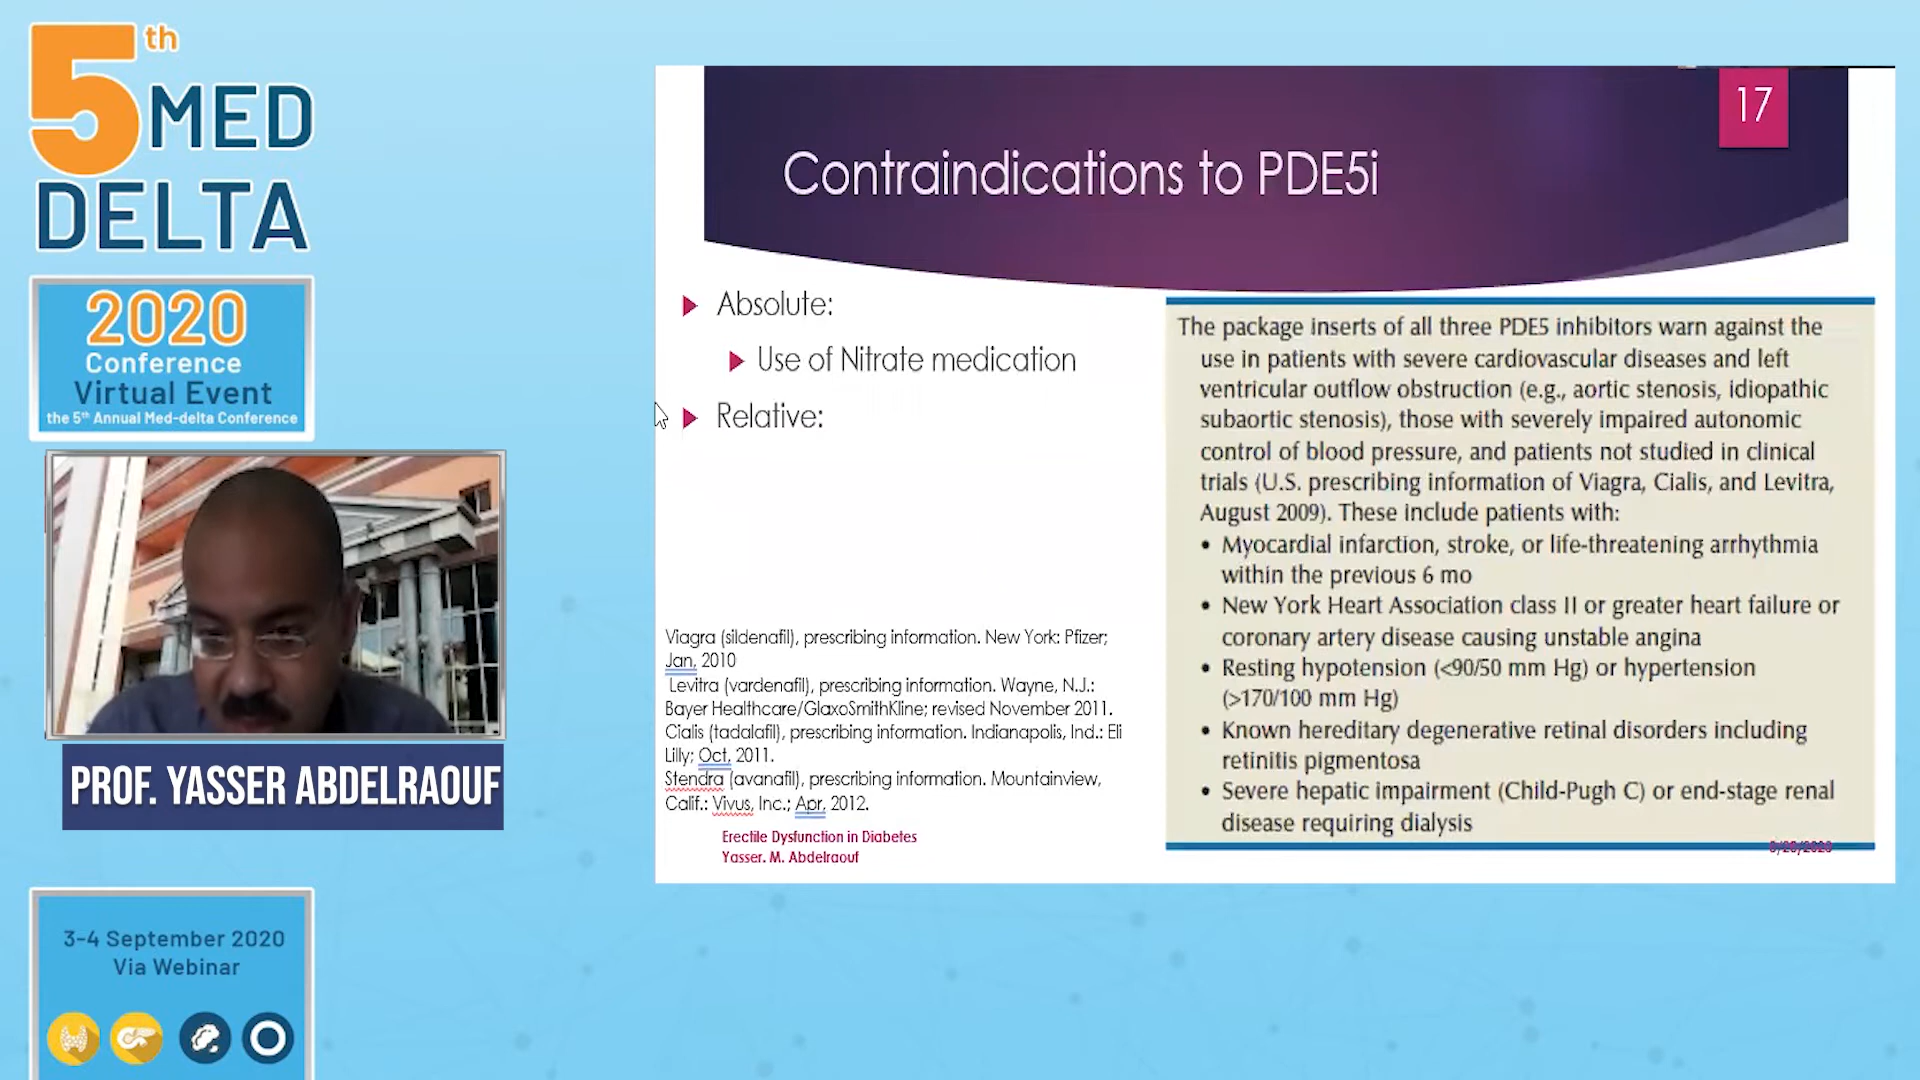 5th MED
DELTA
2020
Conference
Virtual Event
the 5th Annual Med-delta Conference
PROF. YASSER ABDELRAOUF
3-4 September 2020
Via Webinar
17
Contraindications to PDE5i
Absolute:
Use of Nitrate medication
Relative:
Viagra (sildenafil), prescribing information. New York: Pfizer;
Jan, 2010
Levitra (vardenafil), prescribing information. Wayne, N.J.:
Bayer Healthcare/GlaxoSmithKline; revised November 2011.
Cialis (tadalafil), prescribing information. Indianapolis, Ind.: Eli
Lilly; Oct, 2011.
Stendra (avanafil), prescribing information. Mountainview,
Calif.: Vivus, Inc.; Apr, 2012.
Erectile Dysfunction in Diabetes
Yasser. M. Abdelraouf
The package inserts of all three PDE5 inhibitors warn against the
use in patients with severe cardiovascular diseases and left
ventricular outflow obstruction (e.g., aortic stenosis, idiopathic
subaortic stenosis), those with severely impaired autonomic
control of blood pressure, and patients not studied in clinical
trials (U.S. prescribing information of Viagra, Cialis, and Levitra,
August 2009). These include patients with:
• Myocardial infarction, stroke, or life-threatening arrhythmia
within the previous 6 mo
• New York Heart Association class II or greater heart failure or
coronary artery disease causing unstable angina
• Resting hypotension (<90/50 mm Hg) or hypertension
(>170/100 mm Hg)
• Known hereditary degenerative retinal disorders including
retinitis pigmentosa
• Severe hepatic impairment (Child-Pugh C) or end-stage renal
disease requiring dialysis